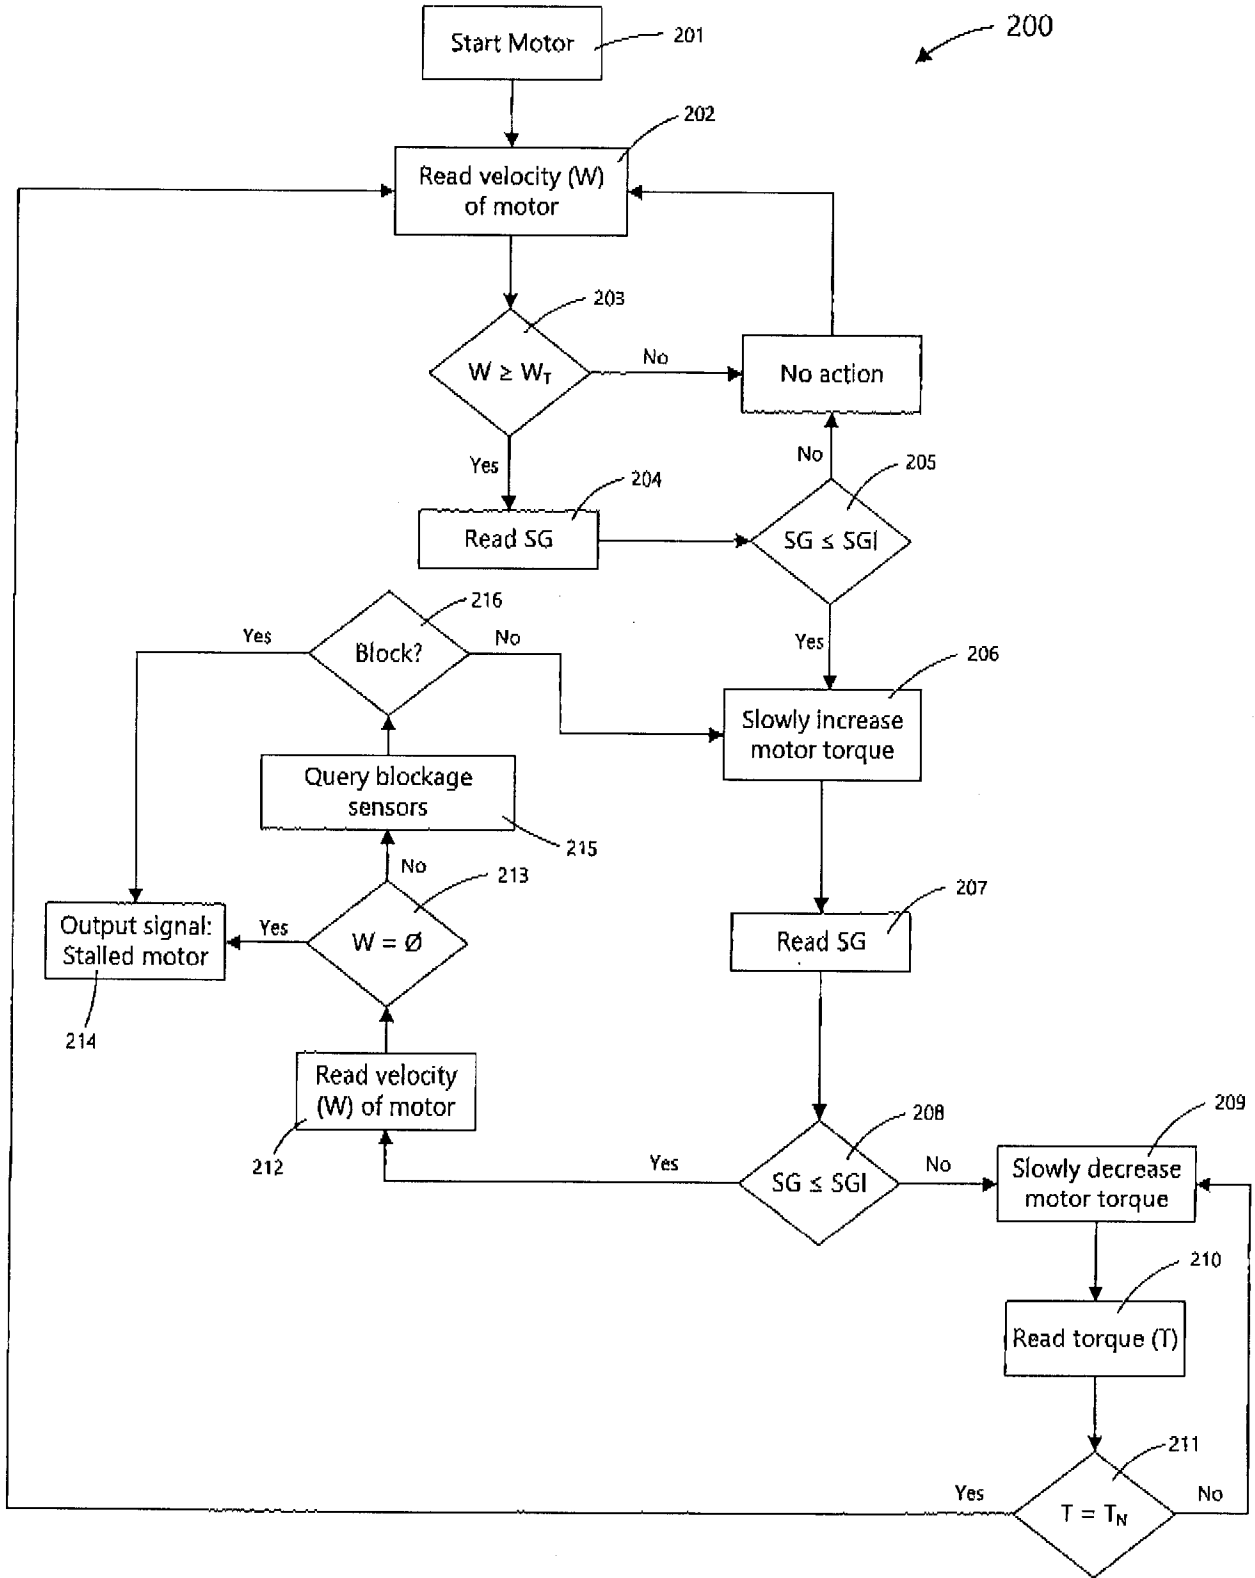 200
Start Motor
201
202
Read velocity (W)
of motor
203
W ≥ WT
No
No action
Yes
No
205
204
Read SG
SG ≤ SGI
216
Yes
Block?
No
Yes
206
Slowly increase
motor torque
Query blockage
sensors
215
No
213
207
Output signal:
Stalled motor
Yes
W = Ø
Read SG
214
Read velocity
(W) of motor
212
208
209
Yes
SG ≤ SGI
No
Slowly decrease
motor torque
210
Read torque (T)
211
Yes
T = TN
No